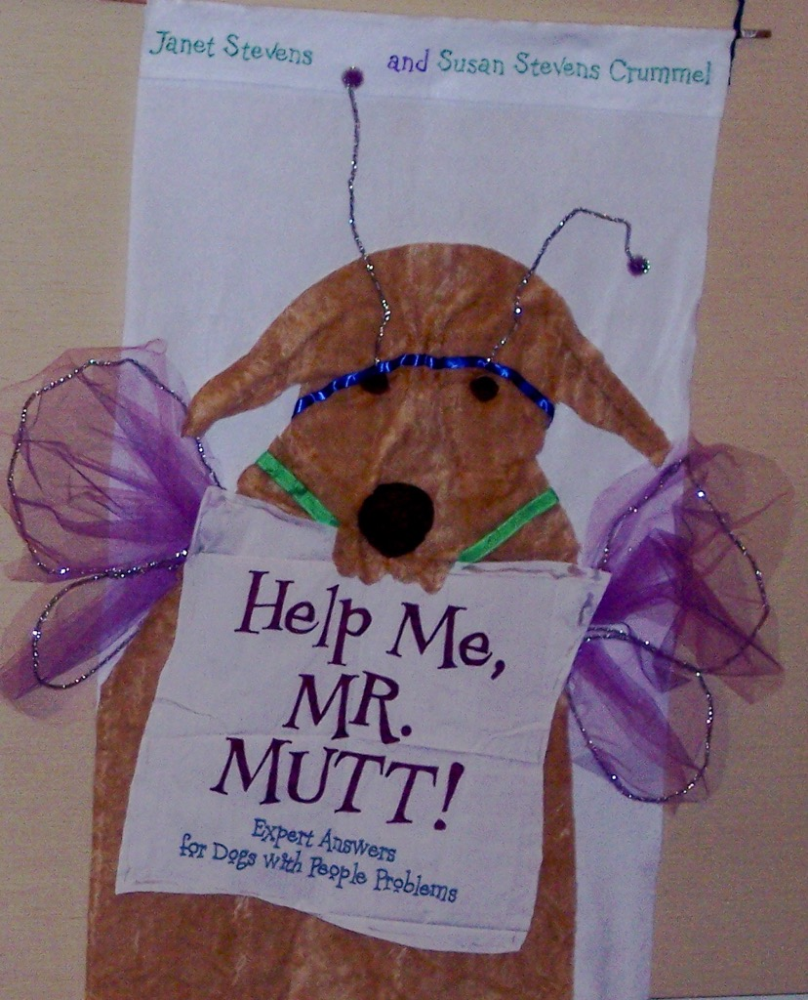 Janet Stevens and Susan Stevens Crummel
Help Me,
MR.
MUTT!
Expert Answers
for Dogs with People Problems